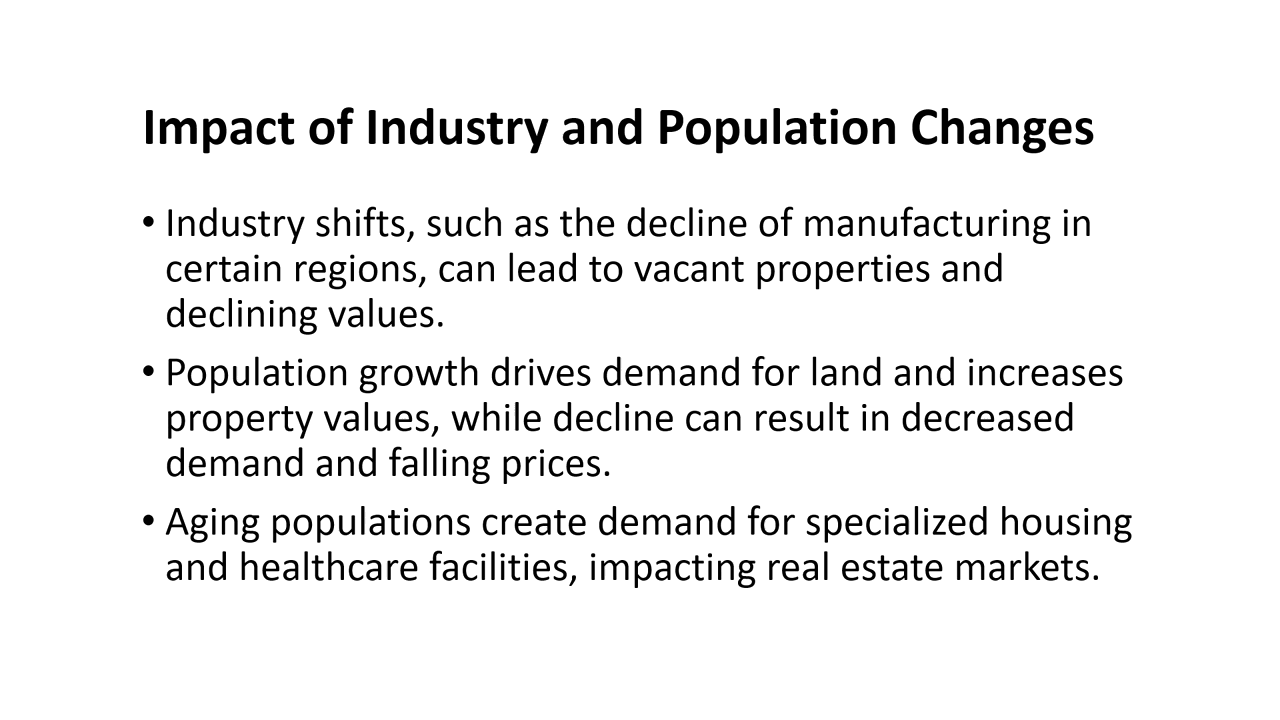 Impact of Industry and Population Changes
• Industry shifts, such as the decline of manufacturing in
certain regions, can lead to vacant properties and
declining values.
• Population growth drives demand for land and increases
property values, while decline can result in decreased
demand and falling prices.
• Aging populations create demand for specialized housing
and healthcare facilities, impacting real estate markets.